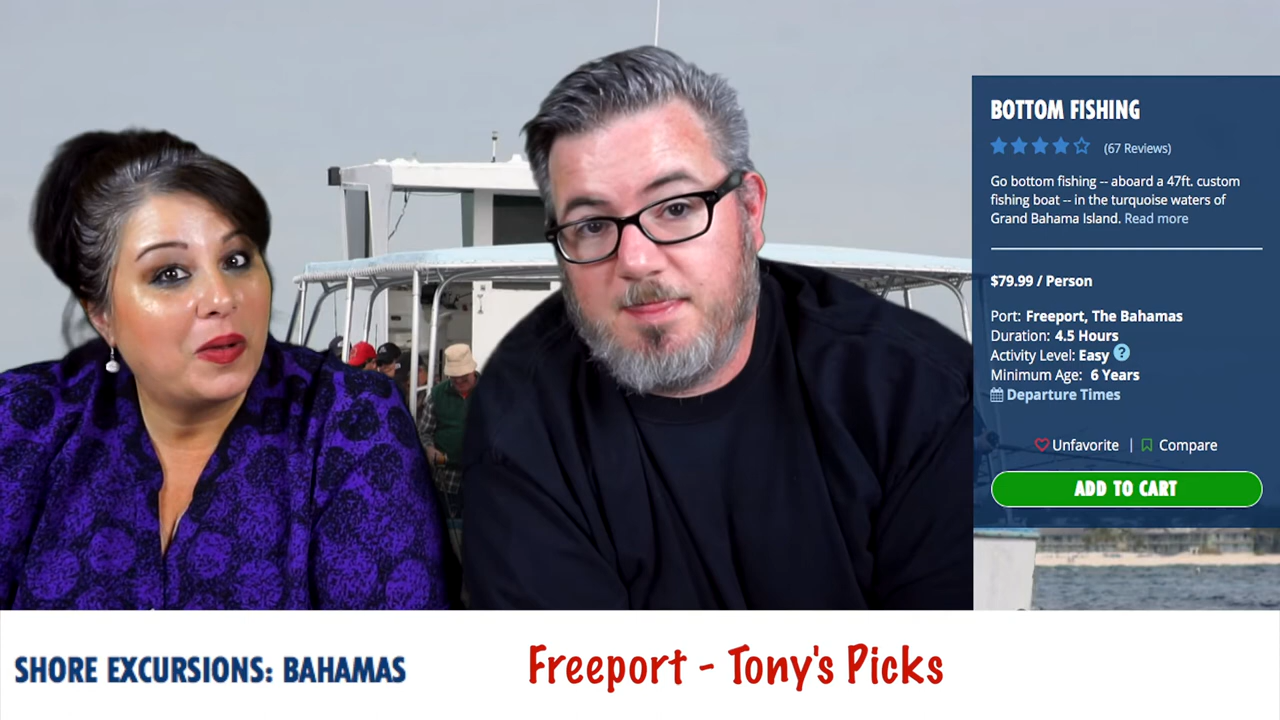 BOTTOM FISHING
(67 Reviews)
Go bottom fishing -- aboard a 47ft. custom
fishing boat -- in the turquoise waters of
Grand Bahama Island. Read more
$79.99 / Person
Port: Freeport, The Bahamas
Duration: 4.5 Hours
Activity Level: Easy ?
Minimum Age: 6 Years
Departure Times
Unfavorite | Compare
ADD TO CART
SHORE EXCURSIONS: BAHAMAS
Freeport - Tony's Picks